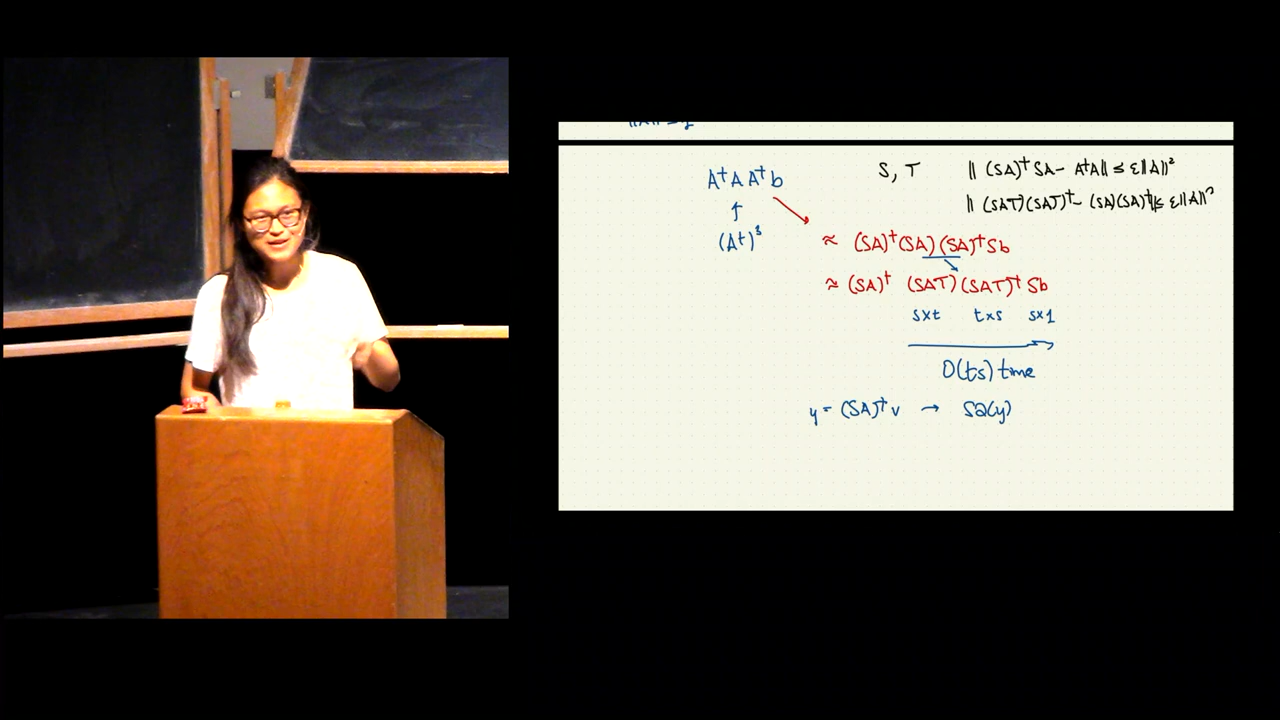 A†A A†b
↑
(A†)³
S, T
‖ (SA)†SA - A†A‖ ≤ ε‖A‖²
‖ (SAT)(SAT)† - (SA)(SA)†‖ ≤ ε‖A‖²
≈ (SA)†(SA)(SA)†Sb
≈ (SA)† (SAT)(SAT)† Sb
s×t t×s s×1
O(ts) time
y = (SA)†v → SQ(y)